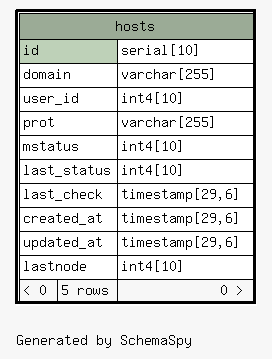 hosts
id serial[10]
domain varchar[255]
user_id int4[10]
prot varchar[255]
mstatus int4[10]
last_status int4[10]
last_check timestamp[29,6]
created_at timestamp[29,6]
updated_at timestamp[29,6]
lastnode int4[10]
< 0 5 rows 0 >
Generated by SchemaSpy